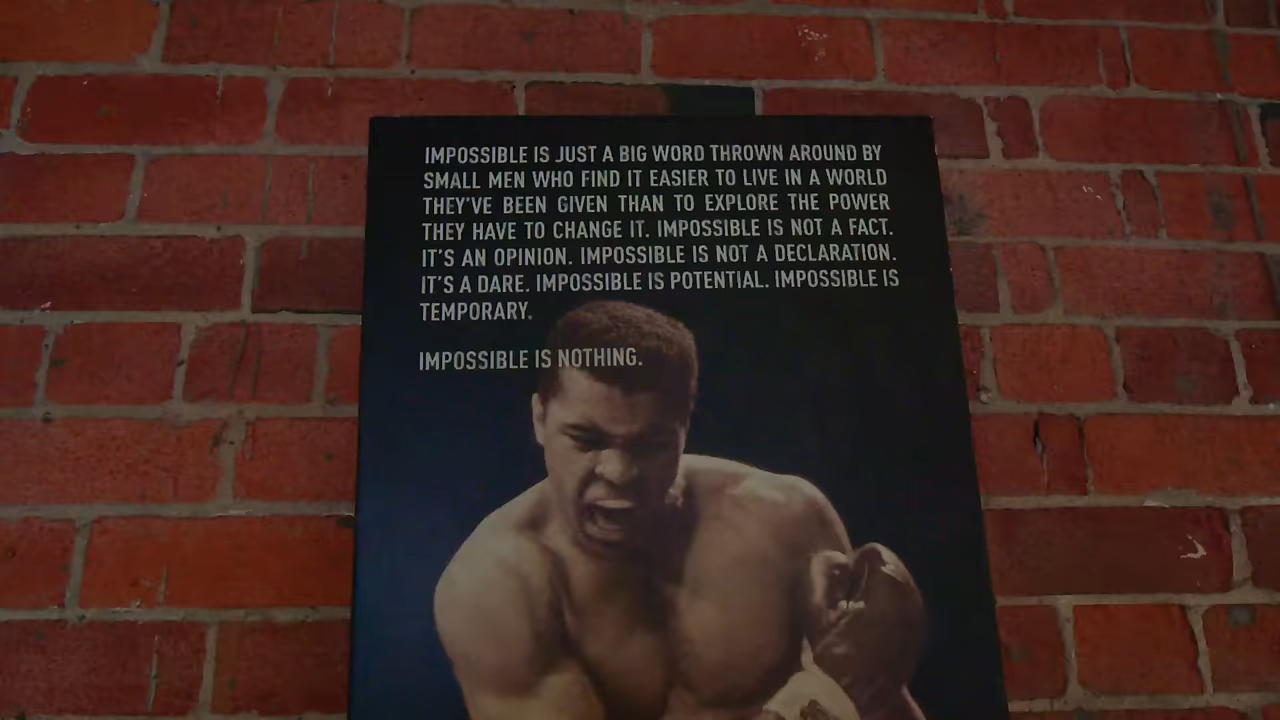 IMPOSSIBLE IS JUST A BIG WORD THROWN AROUND BY
SMALL MEN WHO FIND IT EASIER TO LIVE IN A WORLD
THEY'VE BEEN GIVEN THAN TO EXPLORE THE POWER
THEY HAVE TO CHANGE IT. IMPOSSIBLE IS NOT A FACT.
IT'S AN OPINION. IMPOSSIBLE IS NOT A DECLARATION.
IT'S A DARE. IMPOSSIBLE IS POTENTIAL. IMPOSSIBLE IS
TEMPORARY.
IMPOSSIBLE IS NOTHING.